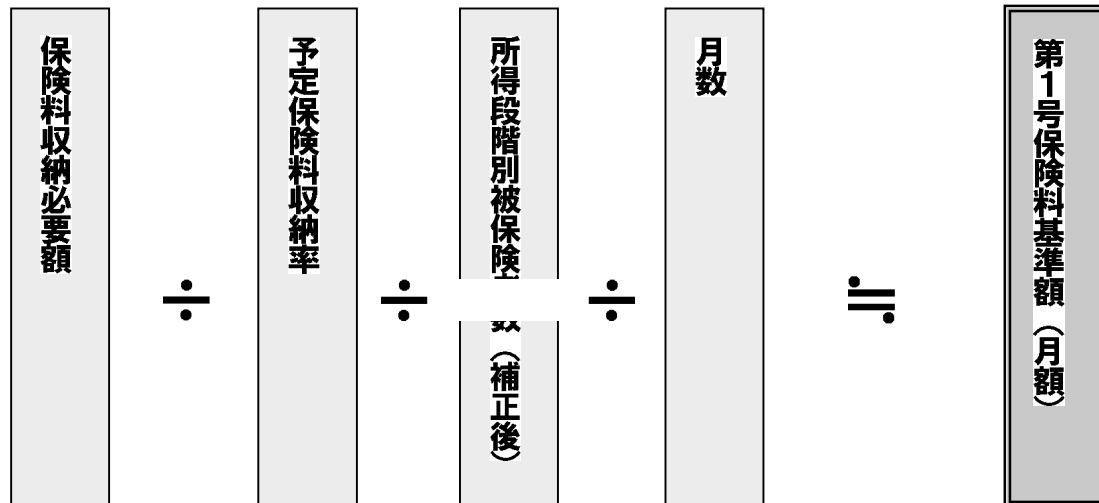 保険料収納必要額
÷
予定保険料収納率
÷
所得段階別被保険
数（補正後）
÷
月数
≒
第１号保険料基準額（月額）